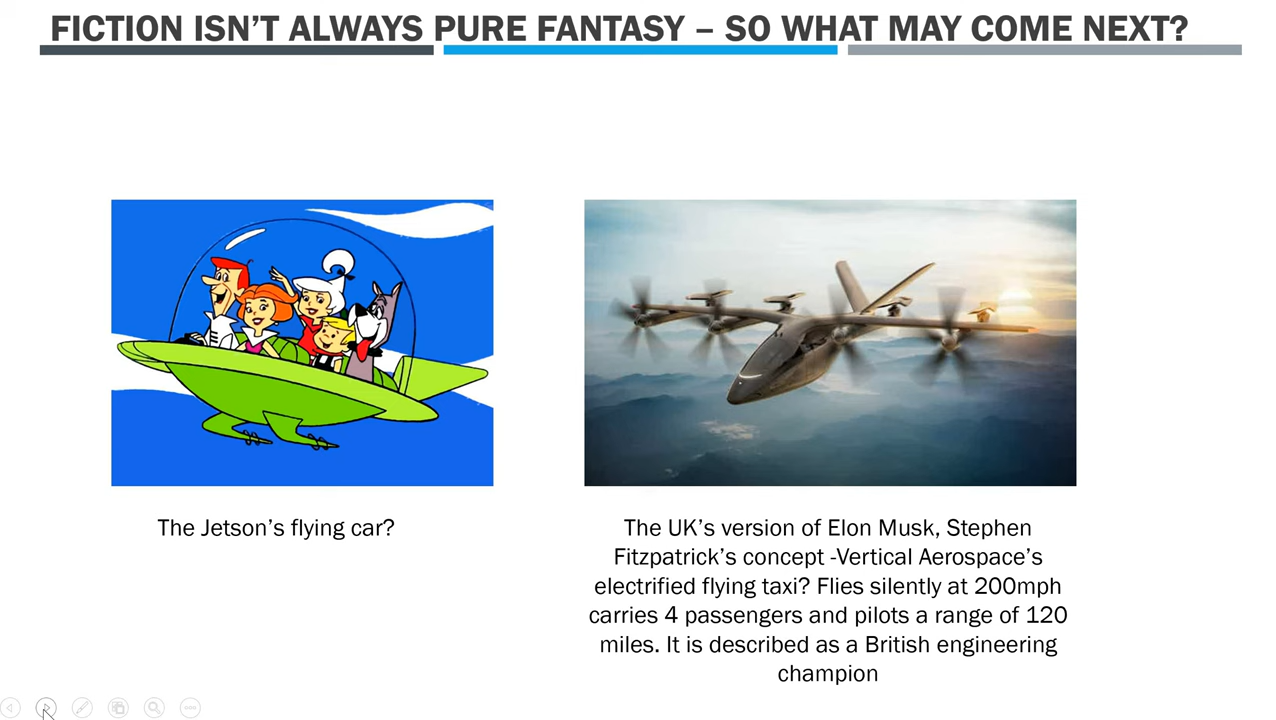 FICTION ISN’T ALWAYS PURE FANTASY – SO WHAT MAY COME NEXT?
The Jetson’s flying car?
The UK’s version of Elon Musk, Stephen
Fitzpatrick’s concept -Vertical Aerospace’s
electrified flying taxi? Flies silently at 200mph
carries 4 passengers and pilots a range of 120
miles. It is described as a British engineering
champion